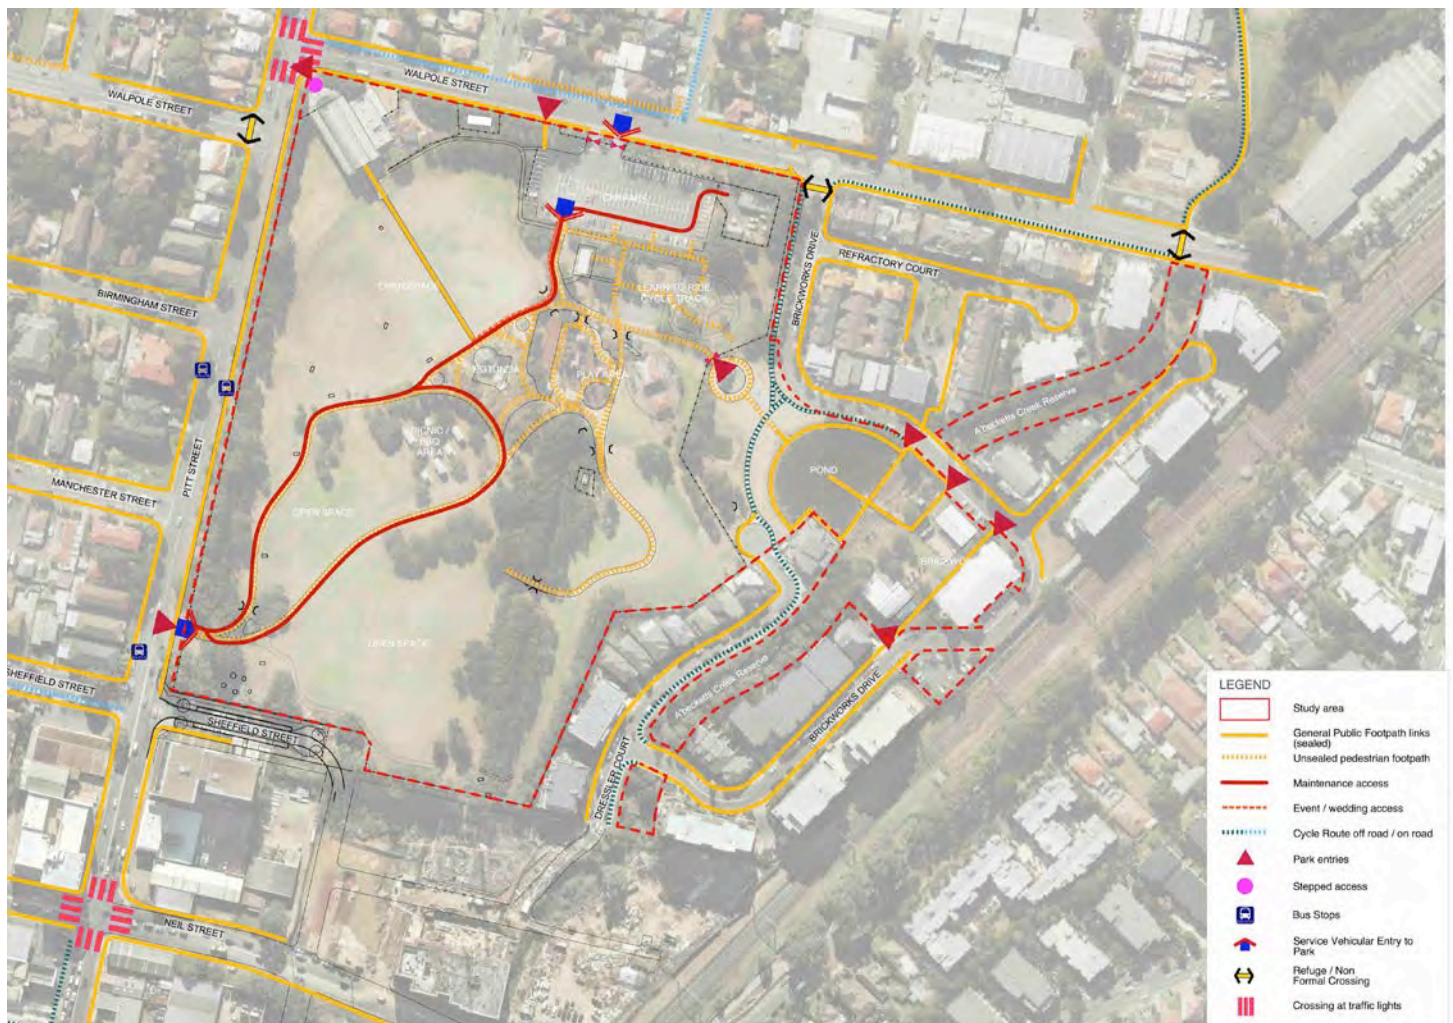 WALPOLE STREET
WALPOLE STREET
CARPARK
BRICKWORKS DRIVE
REFRACTORY COURT
LEARN TO RIDE
CYCLE TRACK
BIRMINGHAM STREET
OPEN SPACE
ROTUNDA
PLAY AREA
A'becketts Creek Reserve
PICNIC /
BBQ
AREA
PITT STREET
MANCHESTER STREET
POND
OPEN SPACE
OPEN SPACE
SHEFFIELD STREET
SHEFFIELD STREET
A'becketts Creek Reserve
BRICKWORKS DRIVE
DRESSLER COURT
NEIL STREET
LEGEND
Study area
General Public Footpath links
(sealed)
Unsealed pedestrian footpath
Maintenance access
Event / wedding access
Cycle Route off road / on road
Park entries
Stepped access
Bus Stops
Service Vehicular Entry to
Park
Refuge / Non
Formal Crossing
Crossing at traffic lights